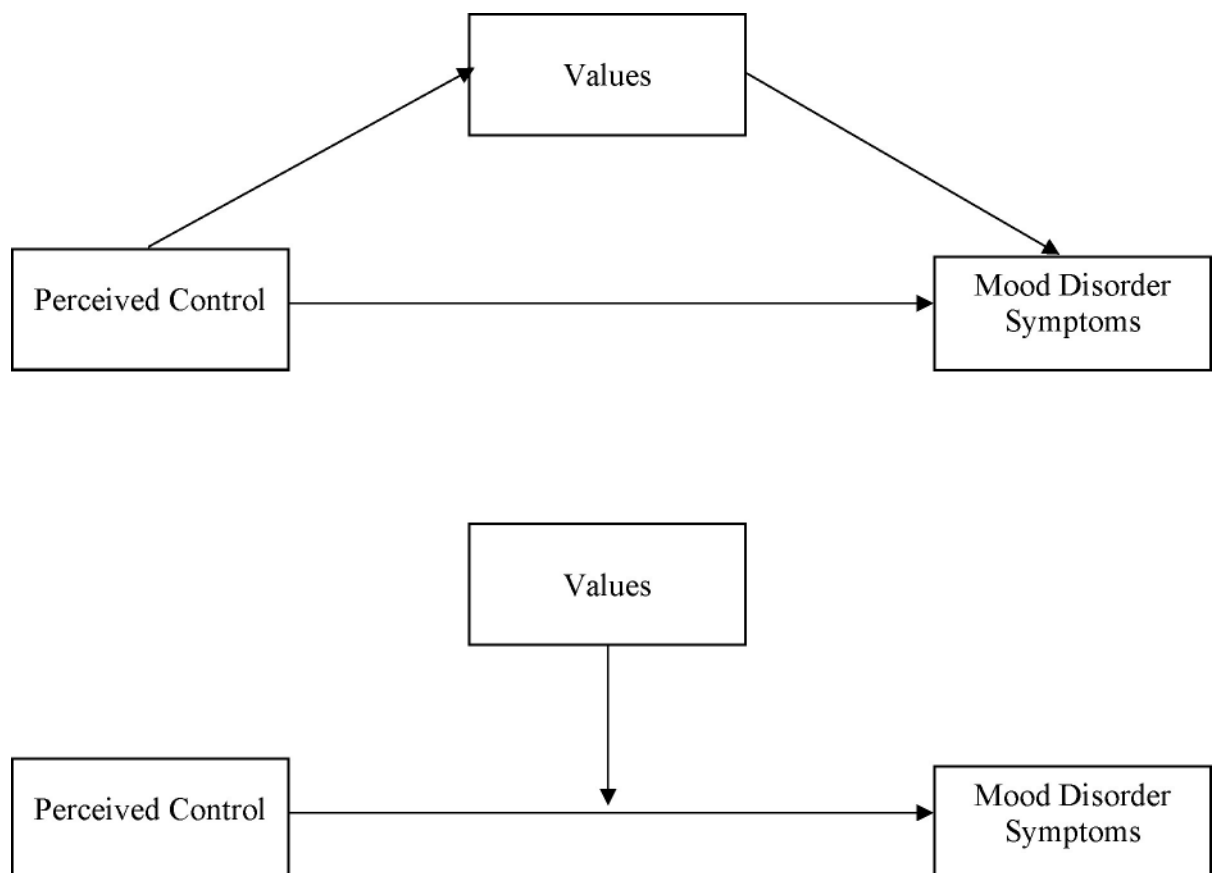 Values
Perceived Control
Mood Disorder
Symptoms
Values
Perceived Control
Mood Disorder
Symptoms